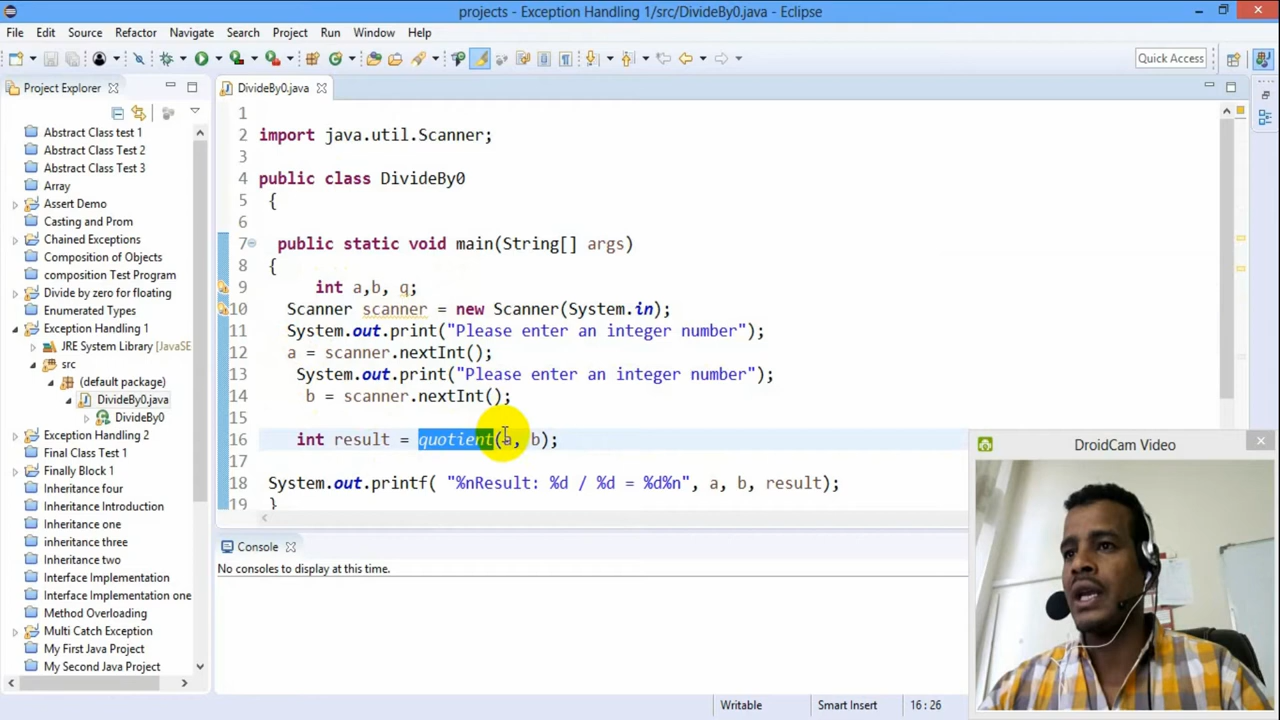 projects - Exception Handling 1/src/DivideBy0.java - Eclipse
File Edit Source Refactor Navigate Search Project Run Window Help
Quick Access
Project Explorer
DivideBy0.java
Abstract Class test 1
Abstract Class Test 2
Abstract Class Test 3
Array
Assert Demo
Casting and Prom
Chained Exceptions
Composition of Objects
composition Test Program
Divide by zero for floating
Enumerated Types
Exception Handling 1
JRE System Library [JavaSE
src
(default package)
DivideBy0.java
DivideBy0
Exception Handling 2
Final Class Test 1
Finally Block 1
Inheritance four
Inheritance Introduction
Inheritance one
inheritance three
Inheritance two
Interface Implementation
Interface Implementation one
Method Overloading
Multi Catch Exception
My First Java Project
My Second Java Project
1
2 import java.util.Scanner;
3
4 public class DivideBy0
5 {
6
7 public static void main(String[] args)
8 {
9 int a,b, q;
10 Scanner scanner = new Scanner(System.in);
11 System.out.print("Please enter an integer number");
12 a = scanner.nextInt();
13 System.out.print("Please enter an integer number");
14 b = scanner.nextInt();
15
16 int result = quotient(a, b);
17
18 System.out.printf( "%nResult: %d / %d = %d%n", a, b, result);
19 }
Console
No consoles to display at this time.
DroidCam Video
Writable Smart Insert 16 : 26